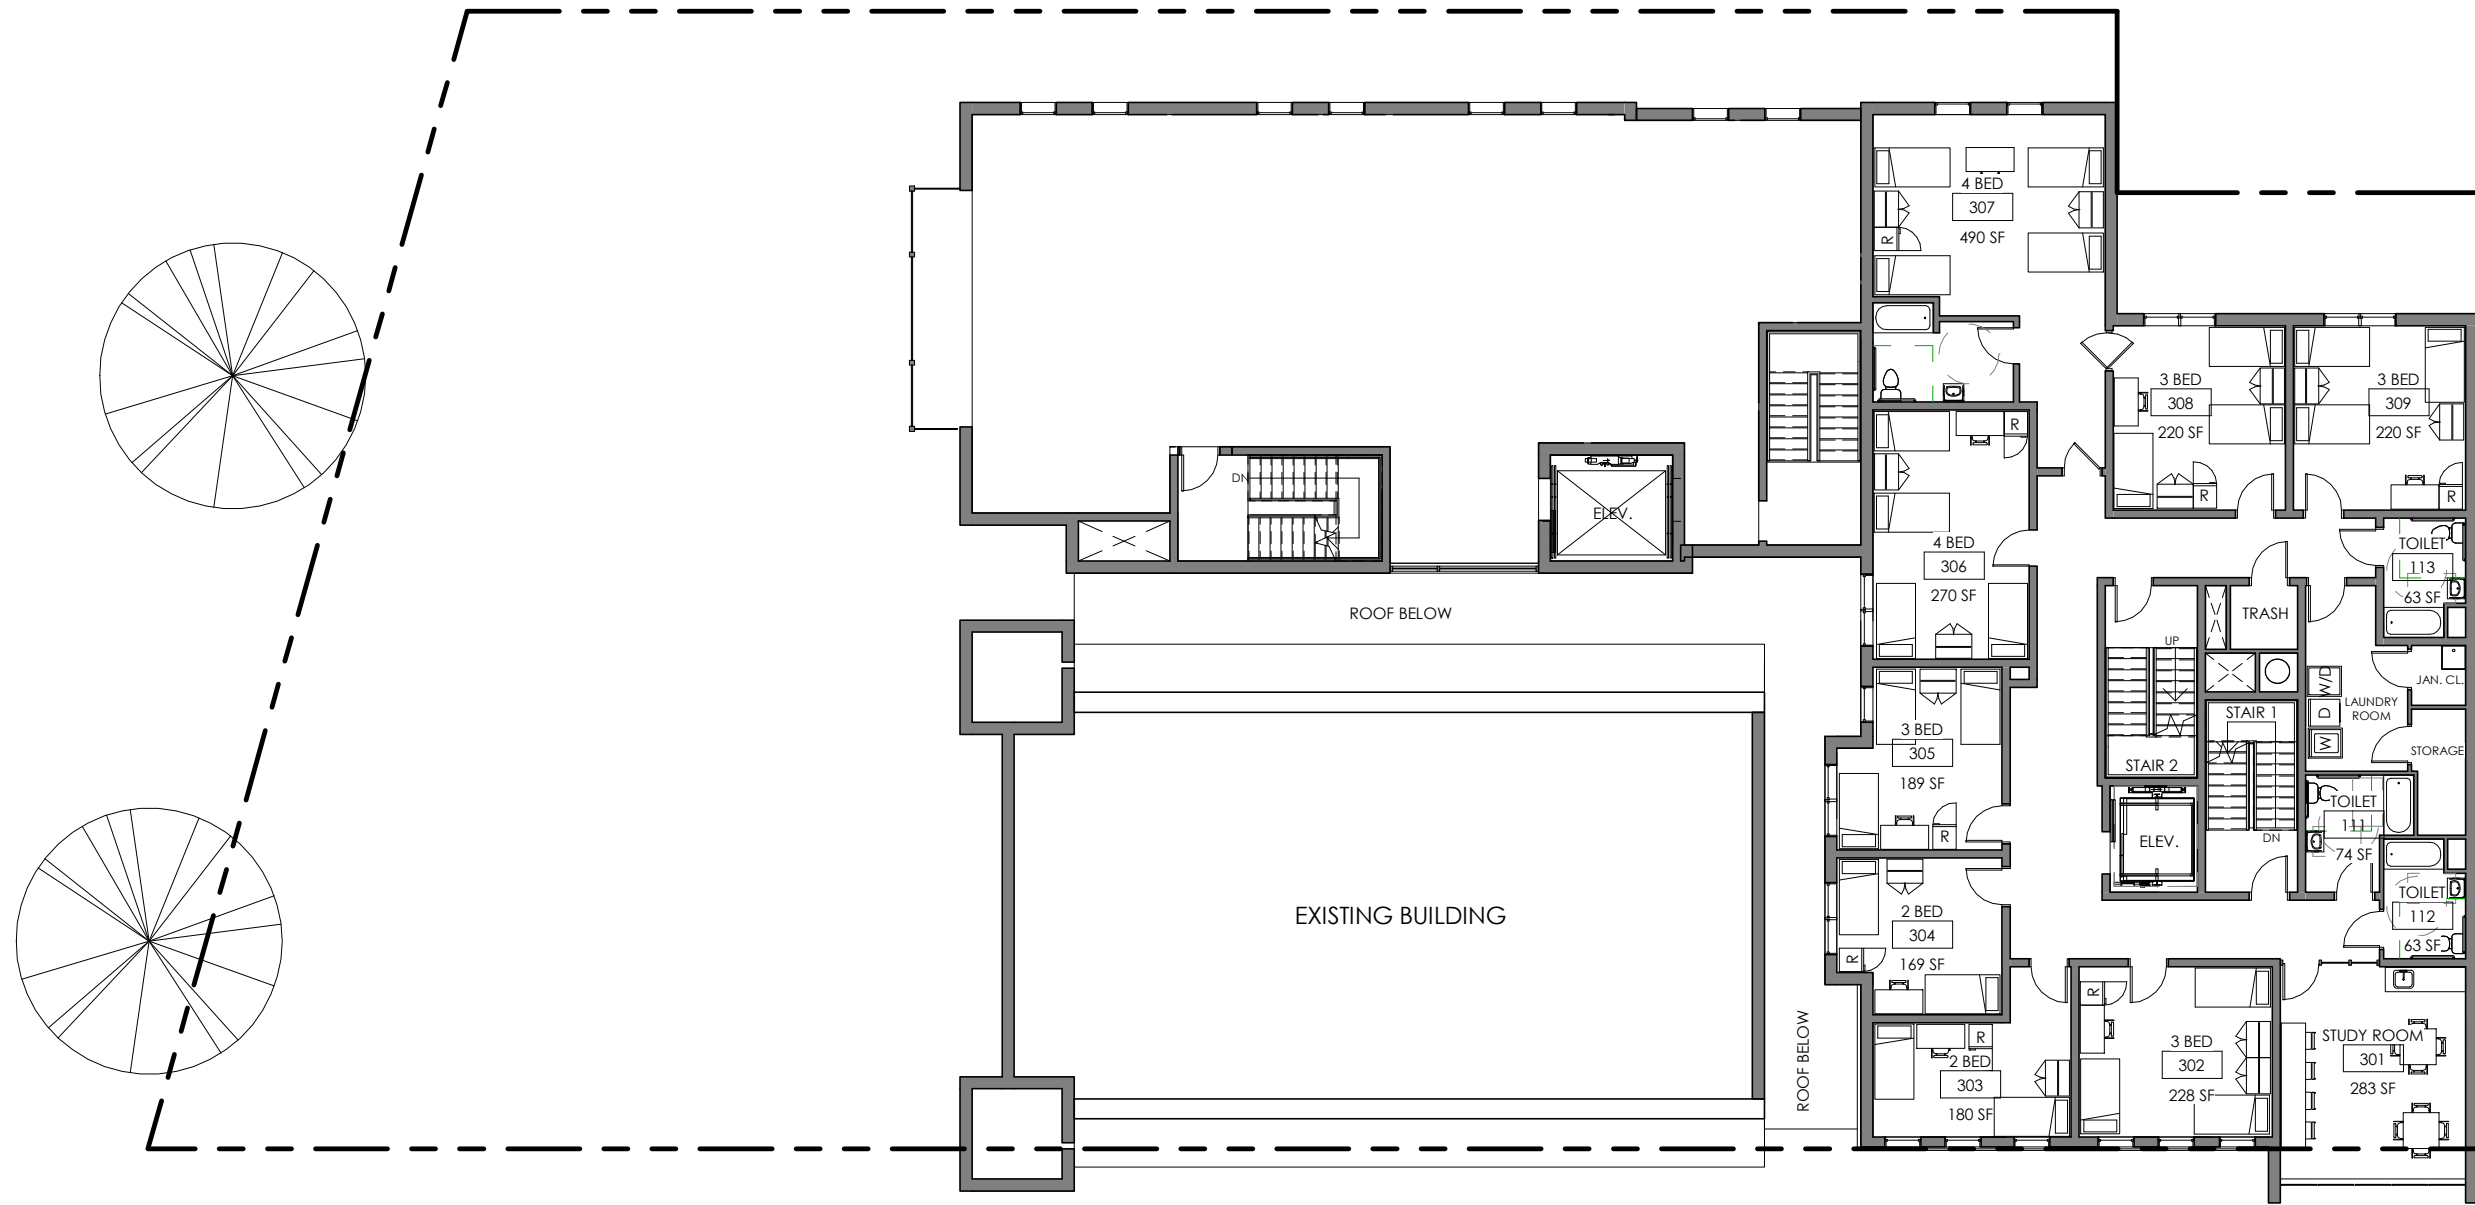 4 BED
307
490 SF
R
3 BED
308
220 SF
R
3 BED
309
220 SF
R
DN
ELEV.
R
4 BED
306
270 SF
TOILET
113
63 SF
ROOF BELOW
TRASH
UP
STAIR 2
STAIR 1
DN
W/D
D
W
LAUNDRY
ROOM
JAN. CL.
STORAGE
3 BED
305
189 SF
R
ELEV.
TOILET
111
74 SF
TOILET
112
63 SF
EXISTING BUILDING
2 BED
304
169 SF
R
ROOF BELOW
R
2 BED
303
180 SF
R
3 BED
302
228 SF
STUDY ROOM
301
283 SF